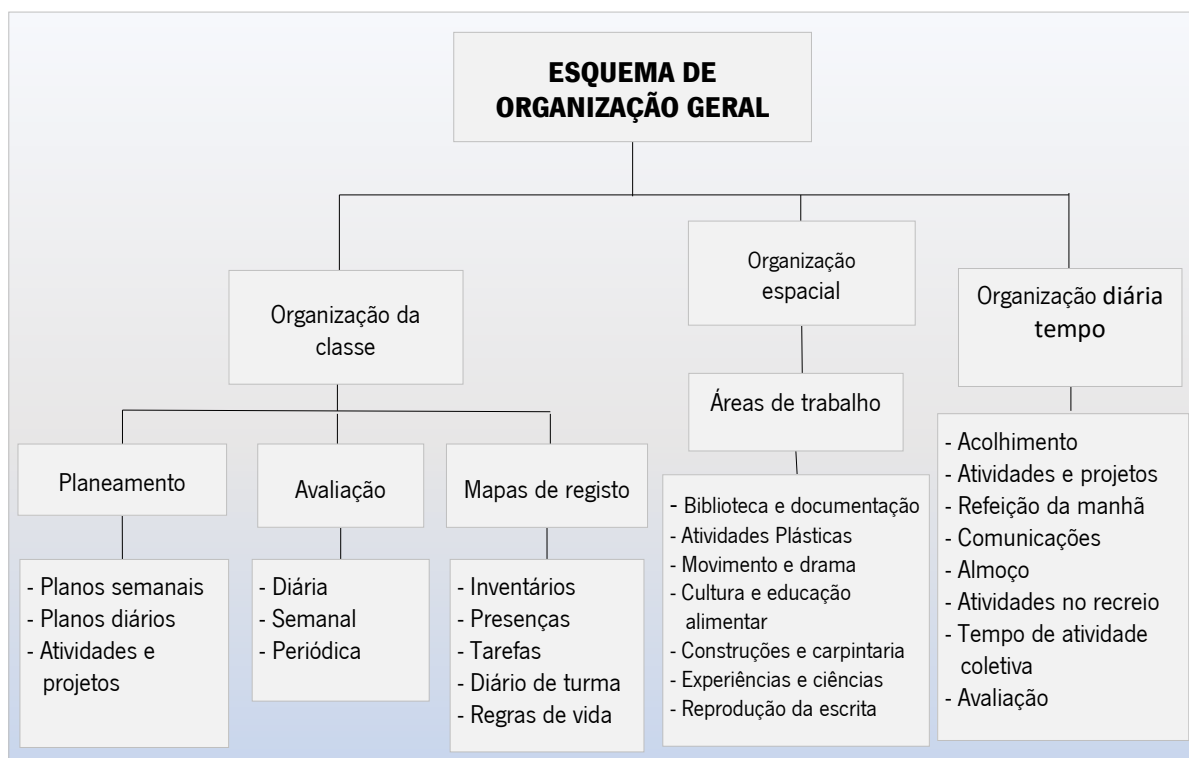 ESQUEMA DE
ORGANIZAÇÃO GERAL
Organização da
classe
Planeamento
- Planos semanais
- Planos diários
- Atividades e
projetos
Avaliação
- Diária
- Semanal
- Periódica
Mapas de registo
- Inventários
- Presenças
- Tarefas
- Diário de turma
- Regras de vida
Organização
espacial
Áreas de trabalho
- Biblioteca e documentação
- Atividades Plásticas
- Movimento e drama
- Cultura e educação
alimentar
- Construções e carpintaria
- Experiências e ciências
- Reprodução da escrita
Organização diária
tempo
- Acolhimento
- Atividades e projetos
- Refeição da manhã
- Comunicações
- Almoço
- Atividades no recreio
- Tempo de atividade
coletiva
- Avaliação